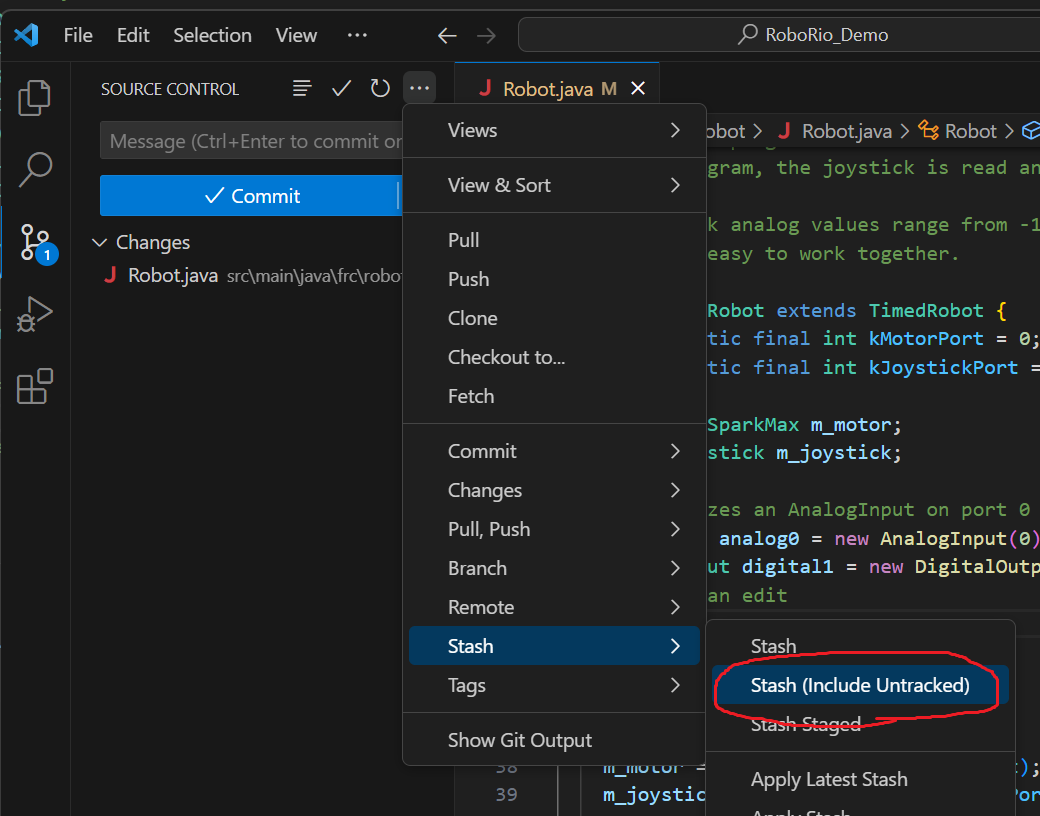 File Edit Selection View ··· RoboRio_Demo
SOURCE CONTROL
J Robot.java M
Message (Ctrl+Enter to commit or
Commit
1
Changes
J Robot.java src\main\java\frc\robo
Views
View & Sort
Pull
Push
Clone
Checkout to...
Fetch
Commit
Changes
Pull, Push
Branch
Remote
Stash
Tags
Show Git Output
Stash
Stash (Include Untracked)
Stash Staged
Apply Latest Stash
Apply Stash
obot > J Robot.java > Robot >
gram, the joystick is read an
k analog values range from -1
easy to work together.
Robot extends TimedRobot {
tic final int kMotorPort = 0;
tic final int kJoystickPort =
SparkMax m_motor;
stick m_joystick;
zes an AnalogInput on port 0
analog0 = new AnalogInput(0)
ut digital1 = new DigitalOutp
an edit
38 m_motor = );
39 m_joystic Por